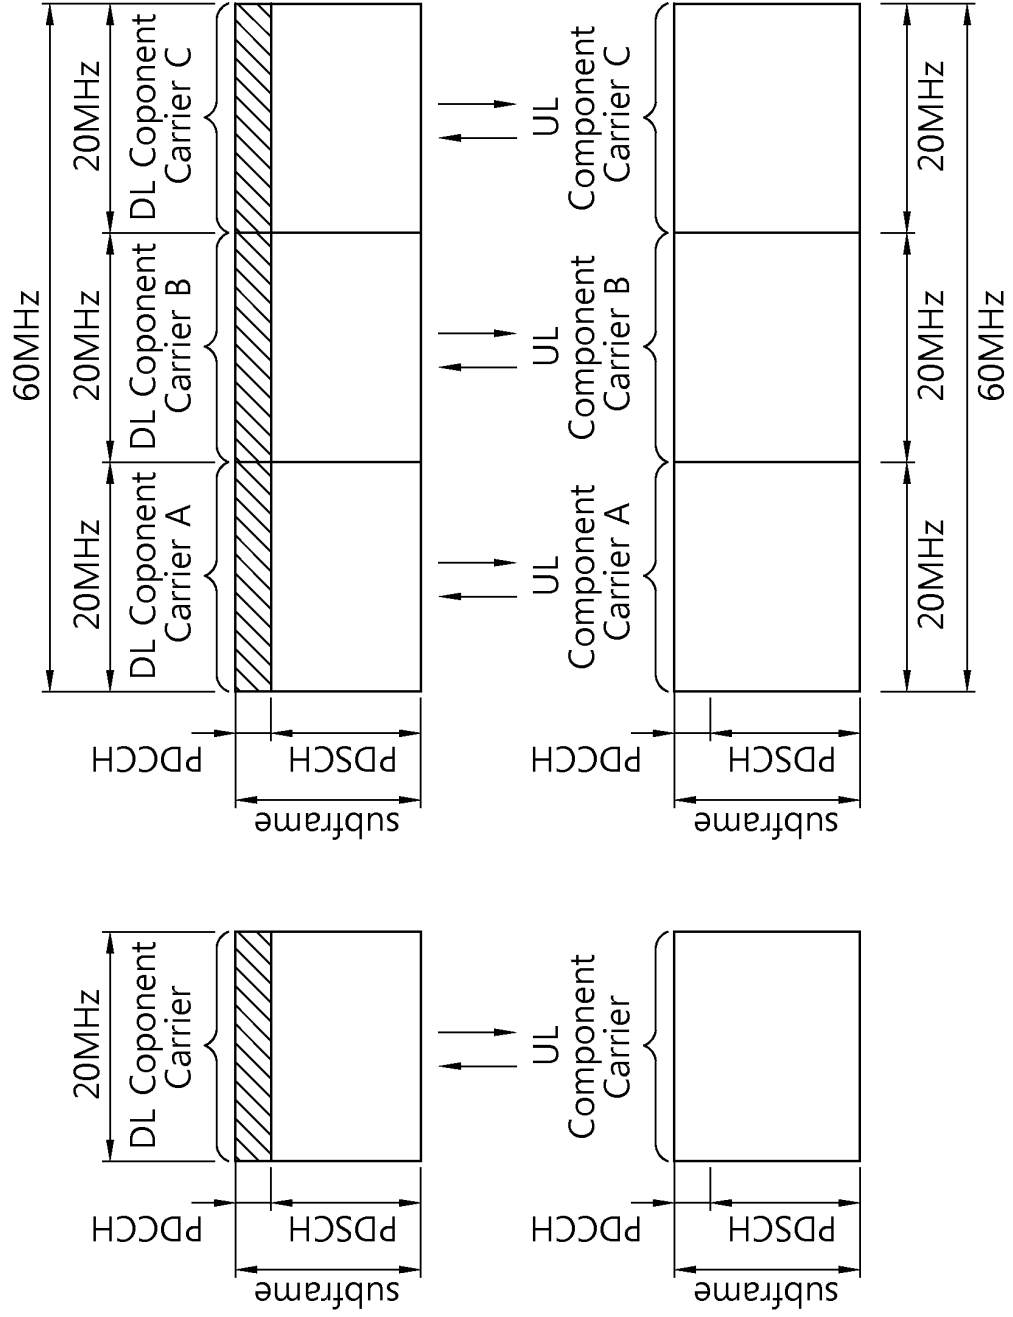 60MHz
20MHz
20MHz
20MHz
DL Coponent
Carrier A
DL Coponent
Carrier B
DL Coponent
Carrier C
PDCCH
PDSCH
subframe
UL
Component
Carrier A
UL
Component
Carrier B
UL
Component
Carrier C
PDCCH
PDSCH
subframe
20MHz
20MHz
20MHz
60MHz
20MHz
DL Coponent
Carrier
PDCCH
PDSCH
subframe
UL
Component
Carrier
PDCCH
PDSCH
subframe